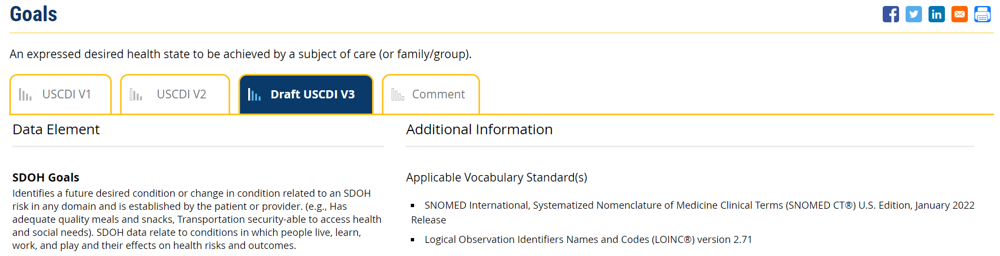 Goals
An expressed desired health state to be achieved by a subject of care (or family/group).
USCDI V1
USCDI V2
Draft USCDI V3
Comment
Data Element
SDOH Goals
Identifies a future desired condition or change in condition related to an SDOH
risk in any domain and is established by the patient or provider. (e.g., Has
adequate quality meals and snacks, Transportation security-able to access health
and social needs). SDOH data relate to conditions in which people live, learn,
work, and play and their effects on health risks and outcomes.
Additional Information
Applicable Vocabulary Standard(s)
▪ SNOMED International, Systematized Nomenclature of Medicine Clinical Terms (SNOMED CT®) U.S. Edition, January 2022
Release
▪ Logical Observation Identifiers Names and Codes (LOINC®) version 2.71